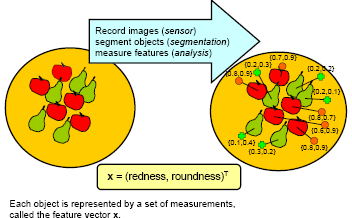 Record images (sensor)
segment objects (segmentation)
measure features (analysis)
{0.7,0.9}
{0.2,0.3}
{0.2,0.2}
{0.8,0.9}
{0.2,0.1}
{0.8,0.7}
{0.6,0.9}
{0.1,0.4}
{0.8,0.9}
{0.3,0.2}
x = (redness, roundness)ᵀ
Each object is represented by a set of measurements,
called the feature vector x.